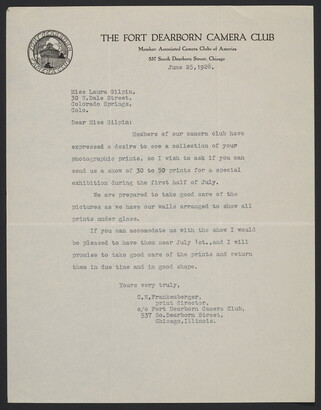 THE FORT DEARBORN CAMERA CLUB
Member: Associated Camera Clubs of America
537 South Dearborn Street, Chicago
June 25, 1928.
Miss Laura Gilpin,
30 W.Dale Street.
Colorado Springs,
Colo.
Dear Miss Gilpin:
Members of our camera club have
expressed a desire to see a collection of your
photographic prints, so I wish to ask if you can
send us a show of 30 to 50 prints for a special
exhibition during the first half of July.
We are prepared to take good care of the
pictures as we have our walls arranged to show all
prints under glass.
If you can accomodate us with the show I would
be pleased to have them near July 1st.,and I will
promise to take good care of the prints and return
them in due time and in good shape.
Yours very truly,
C.E.Frankenberger,
print director,
c/o Fort Dearborn Camera Club,
537 So.Dearborn Street,
Chicago,Illinois.